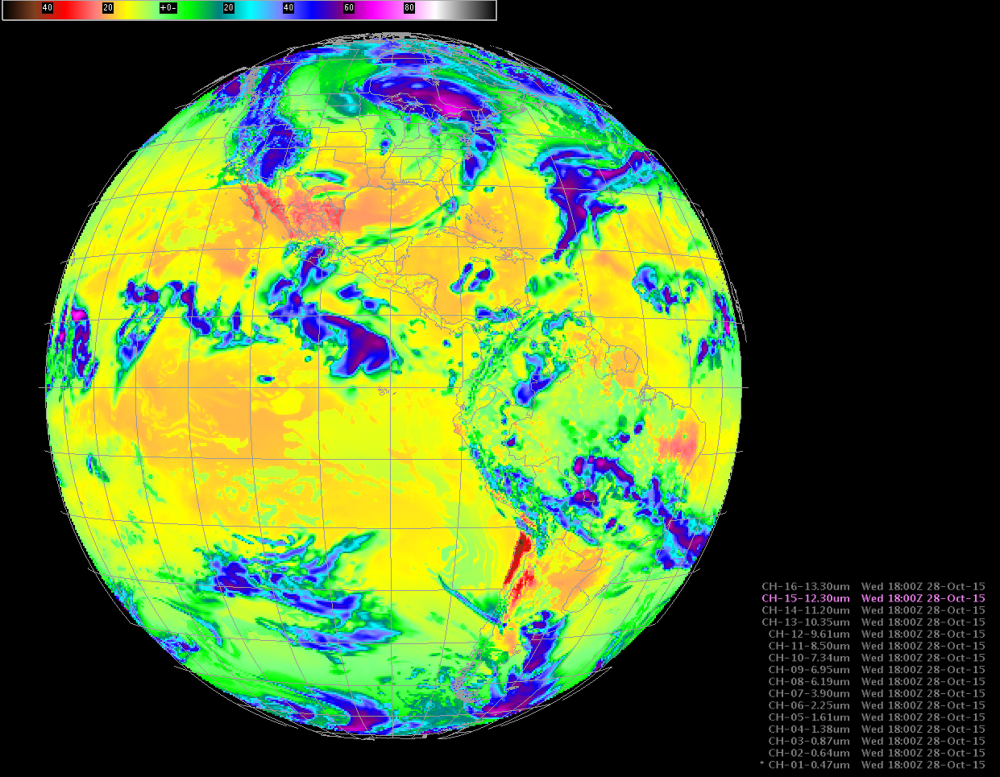 40 20 +0- 20 40 60 80
CH-16-13.30um Wed 18:00Z 28-Oct-15
CH-15-12.30um Wed 18:00Z 28-Oct-15
CH-14-11.20um Wed 18:00Z 28-Oct-15
CH-13-10.35um Wed 18:00Z 28-Oct-15
CH-12-9.61um Wed 18:00Z 28-Oct-15
CH-11-8.50um Wed 18:00Z 28-Oct-15
CH-10-7.34um Wed 18:00Z 28-Oct-15
CH-09-6.95um Wed 18:00Z 28-Oct-15
CH-08-6.19um Wed 18:00Z 28-Oct-15
CH-07-3.90um Wed 18:00Z 28-Oct-15
CH-06-2.25um Wed 18:00Z 28-Oct-15
CH-05-1.61um Wed 18:00Z 28-Oct-15
CH-04-1.38um Wed 18:00Z 28-Oct-15
CH-03-0.87um Wed 18:00Z 28-Oct-15
CH-02-0.64um Wed 18:00Z 28-Oct-15
* CH-01-0.47um Wed 18:00Z 28-Oct-15